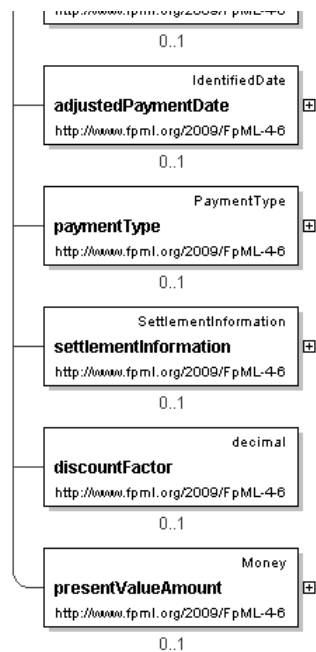 0..1
IdentifiedDate
adjustedPaymentDate
http://www.fpml.org/2009/FpML-4-6
0..1
PaymentType
paymentType
http://www.fpml.org/2009/FpML-4-6
0..1
SettlementInformation
settlementInformation
http://www.fpml.org/2009/FpML-4-6
0..1
decimal
discountFactor
http://www.fpml.org/2009/FpML-4-6
0..1
Money
presentValueAmount
http://www.fpml.org/2009/FpML-4-6
0..1